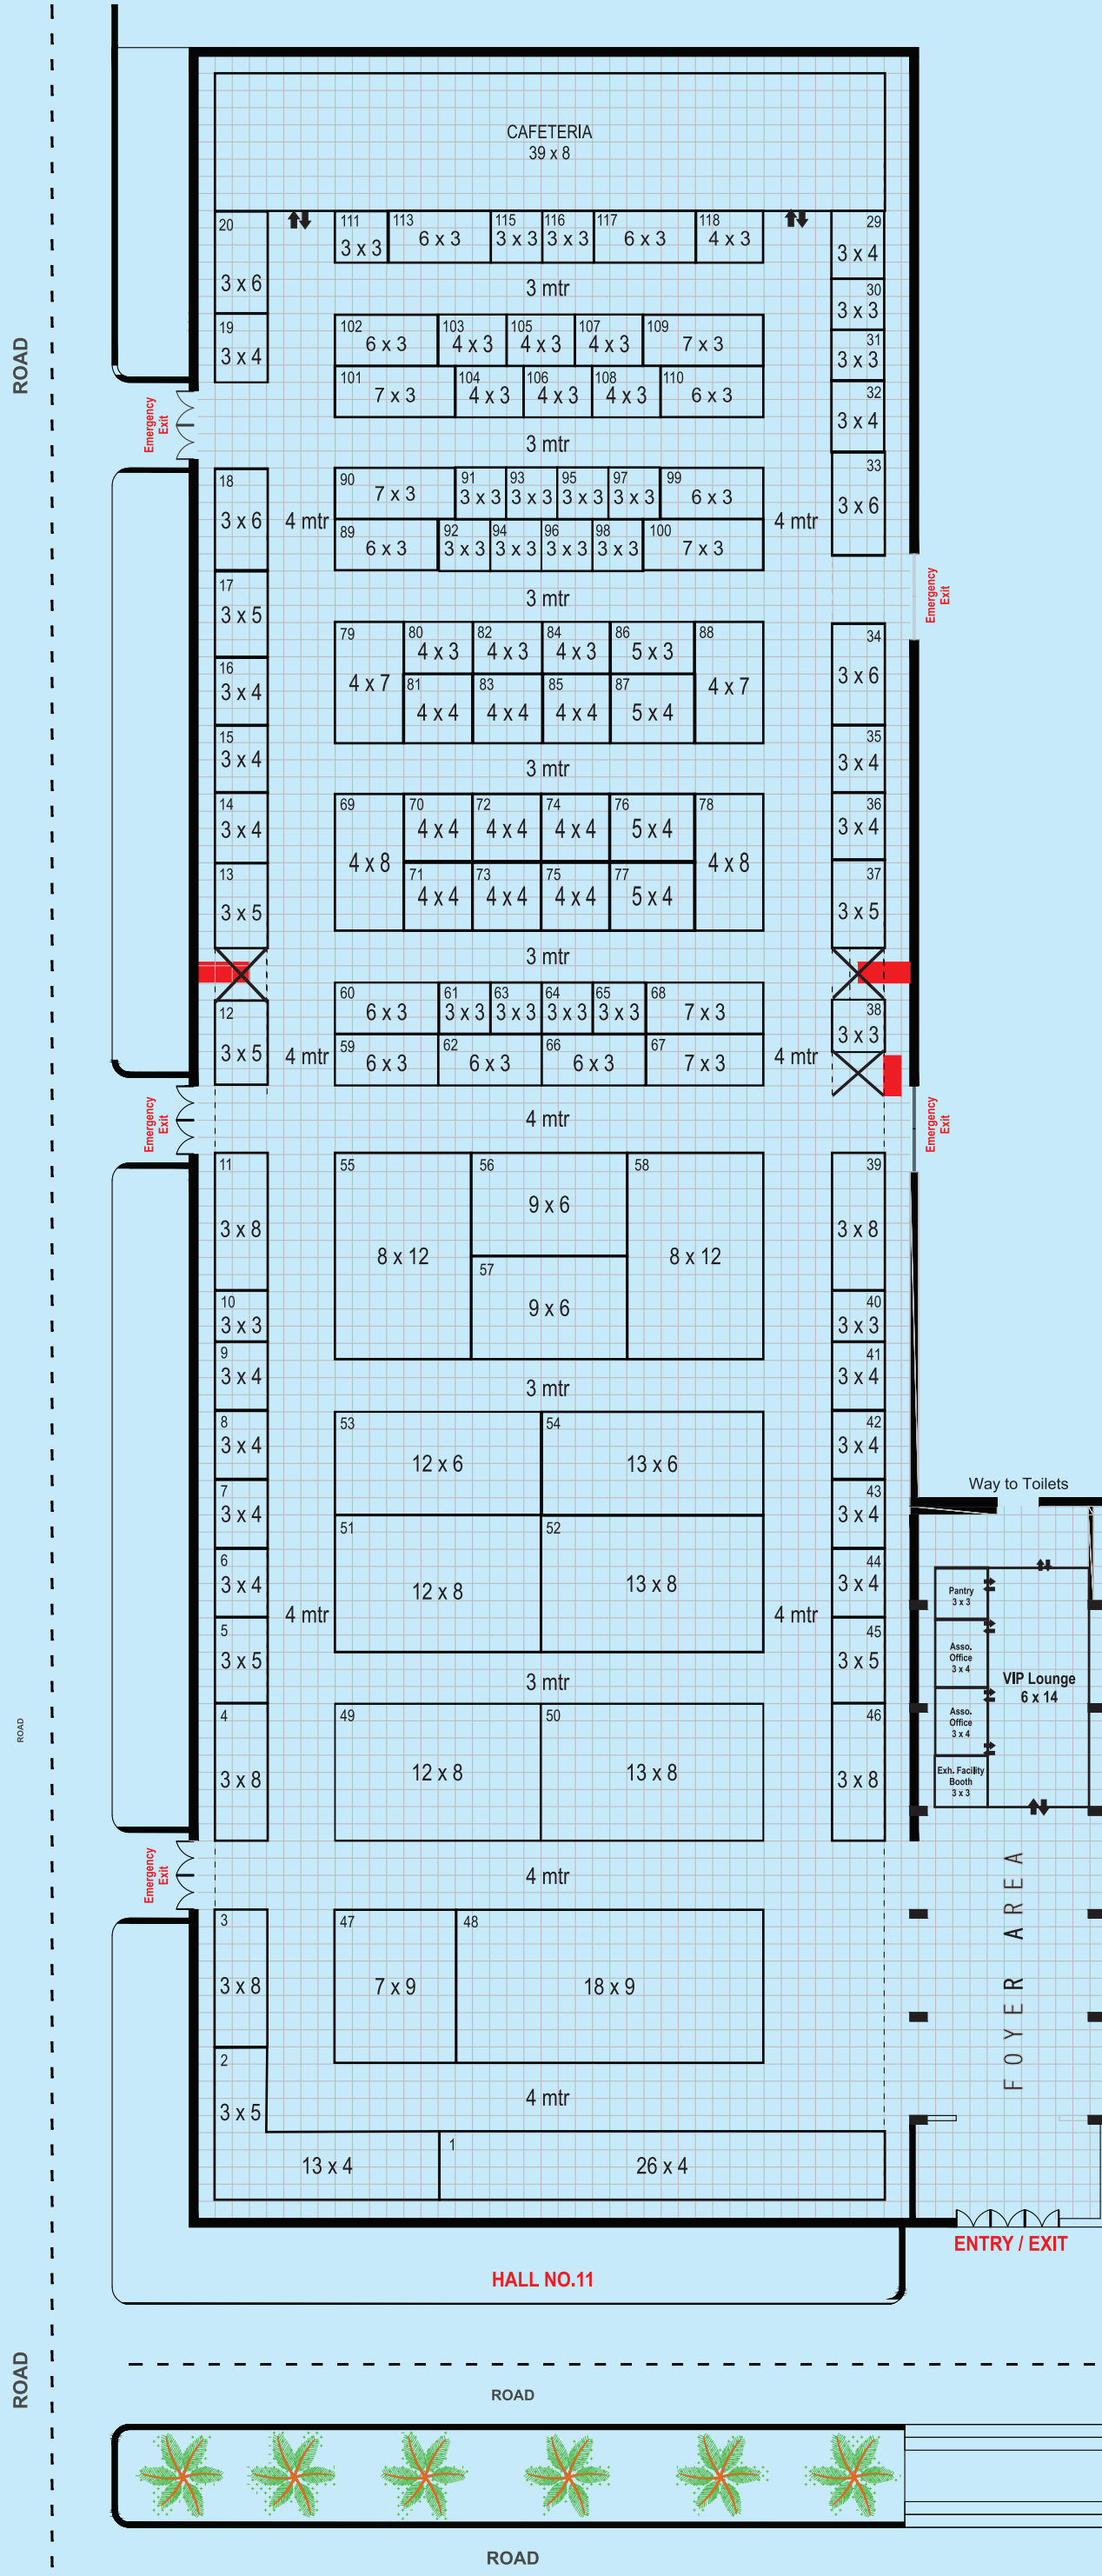 CAFETERIA
39 x 8
20
3 x 6
111
3 x 3
113
6 x 3
115
3 x 3
116
3 x 3
117
6 x 3
118
4 x 3
29
3 x 4
3 mtr
30
3 x 3
19
3 x 4
102
6 x 3
103
4 x 3
105
4 x 3
107
4 x 3
109
7 x 3
31
3 x 3
ROAD
101
7 x 3
104
4 x 3
106
4 x 3
108
4 x 3
110
6 x 3
32
3 x 4
Emergency
Exit
3 mtr
33
3 x 6
18
3 x 6
4 mtr
90
7 x 3
91
3 x 3
93
3 x 3
95
3 x 3
97
3 x 3
99
6 x 3
4 mtr
89
6 x 3
92
3 x 3
94
3 x 3
96
3 x 3
98
3 x 3
100
7 x 3
17
3 x 5
3 mtr
Emergency
Exit
79
4 x 7
80
4 x 3
82
4 x 3
84
4 x 3
86
5 x 3
88
4 x 7
34
3 x 6
16
3 x 4
81
4 x 4
83
4 x 4
85
4 x 4
87
5 x 4
15
3 x 4
3 mtr
35
3 x 4
14
3 x 4
69
4 x 8
70
4 x 4
72
4 x 4
74
4 x 4
76
5 x 4
78
4 x 8
36
3 x 4
13
3 x 5
71
4 x 4
73
4 x 4
75
4 x 4
77
5 x 4
37
3 x 5
3 mtr
12
3 x 5
4 mtr
60
6 x 3
61
3 x 3
63
3 x 3
64
3 x 3
65
3 x 3
68
7 x 3
38
3 x 3
59
6 x 3
62
6 x 3
66
6 x 3
67
7 x 3
4 mtr
Emergency
Exit
4 mtr
Emergency
Exit
11
3 x 8
55
8 x 12
56
9 x 6
58
8 x 12
39
3 x 8
57
9 x 6
10
3 x 3
40
3 x 3
9
3 x 4
3 mtr
41
3 x 4
8
3 x 4
53
12 x 6
54
13 x 6
42
3 x 4
7
3 x 4
43
3 x 4
Way to Toilets
51
12 x 8
52
13 x 8
6
3 x 4
44
3 x 4
4 mtr
4 mtr
Pantry
3 x 3
5
3 x 5
45
3 x 5
Asso.
Office
3 x 4
VIP Lounge
6 x 14
3 mtr
Asso.
Office
3 x 4
ROAD
4
3 x 8
49
12 x 8
50
13 x 8
46
3 x 8
Exh. Facility
Booth
3 x 3
Emergency
Exit
4 mtr
FOYER AREA
3
3 x 8
47
7 x 9
48
18 x 9
2
3 x 5
4 mtr
13 x 4
1
26 x 4
ENTRY / EXIT
HALL NO.11
ROAD
ROAD
ROAD